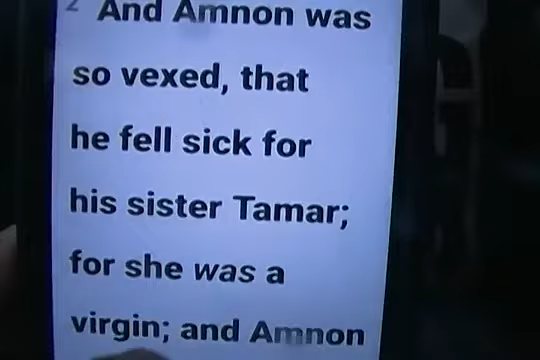 2 And Amnon was
so vexed, that
he fell sick for
his sister Tamar;
for she was a
virgin; and Amnon